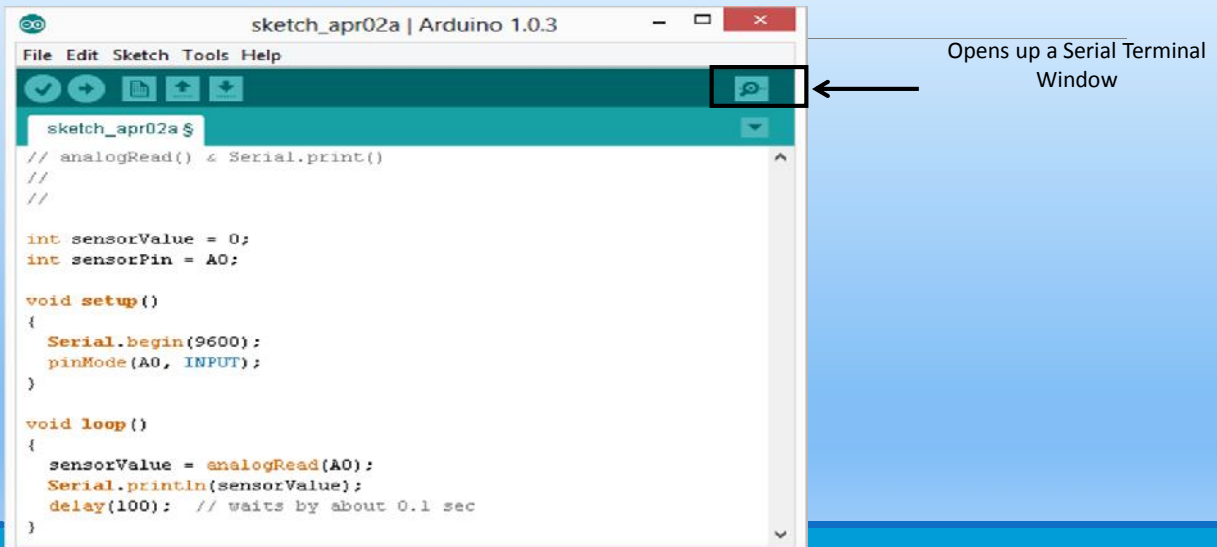 sketch_apr02a | Arduino 1.0.3
File Edit Sketch Tools Help
Opens up a Serial Terminal
Window
sketch_apr02a §
// analogRead() & Serial.print()
//
//
int sensorValue = 0;
int sensorPin = A0;
void setup()
{
Serial.begin(9600);
pinMode(A0, INPUT);
}
void loop()
{
sensorValue = analogRead(A0);
Serial.println(sensorValue);
delay(100); // waits by about 0.1 sec
}